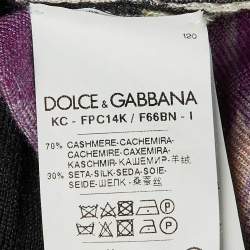 120
DOLCE & GABBANA
KC - FPC14K / F66BN - I
70% CASHMERE-CACHEMIRA-
CACHEMIRE-CAXEMIRA-
KASCHMIR-КАШЕМИР-羊绒
30% SETA-SILK-SEDA-SOIE-
SEIDE-ШЕЛК-桑蚕丝